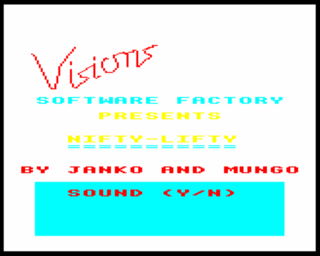 Visions
SOFTWARE FACTORY
PRESENTS
NIFTY-LIFTY
BY JANKO AND MUNGO
SOUND (Y/N)